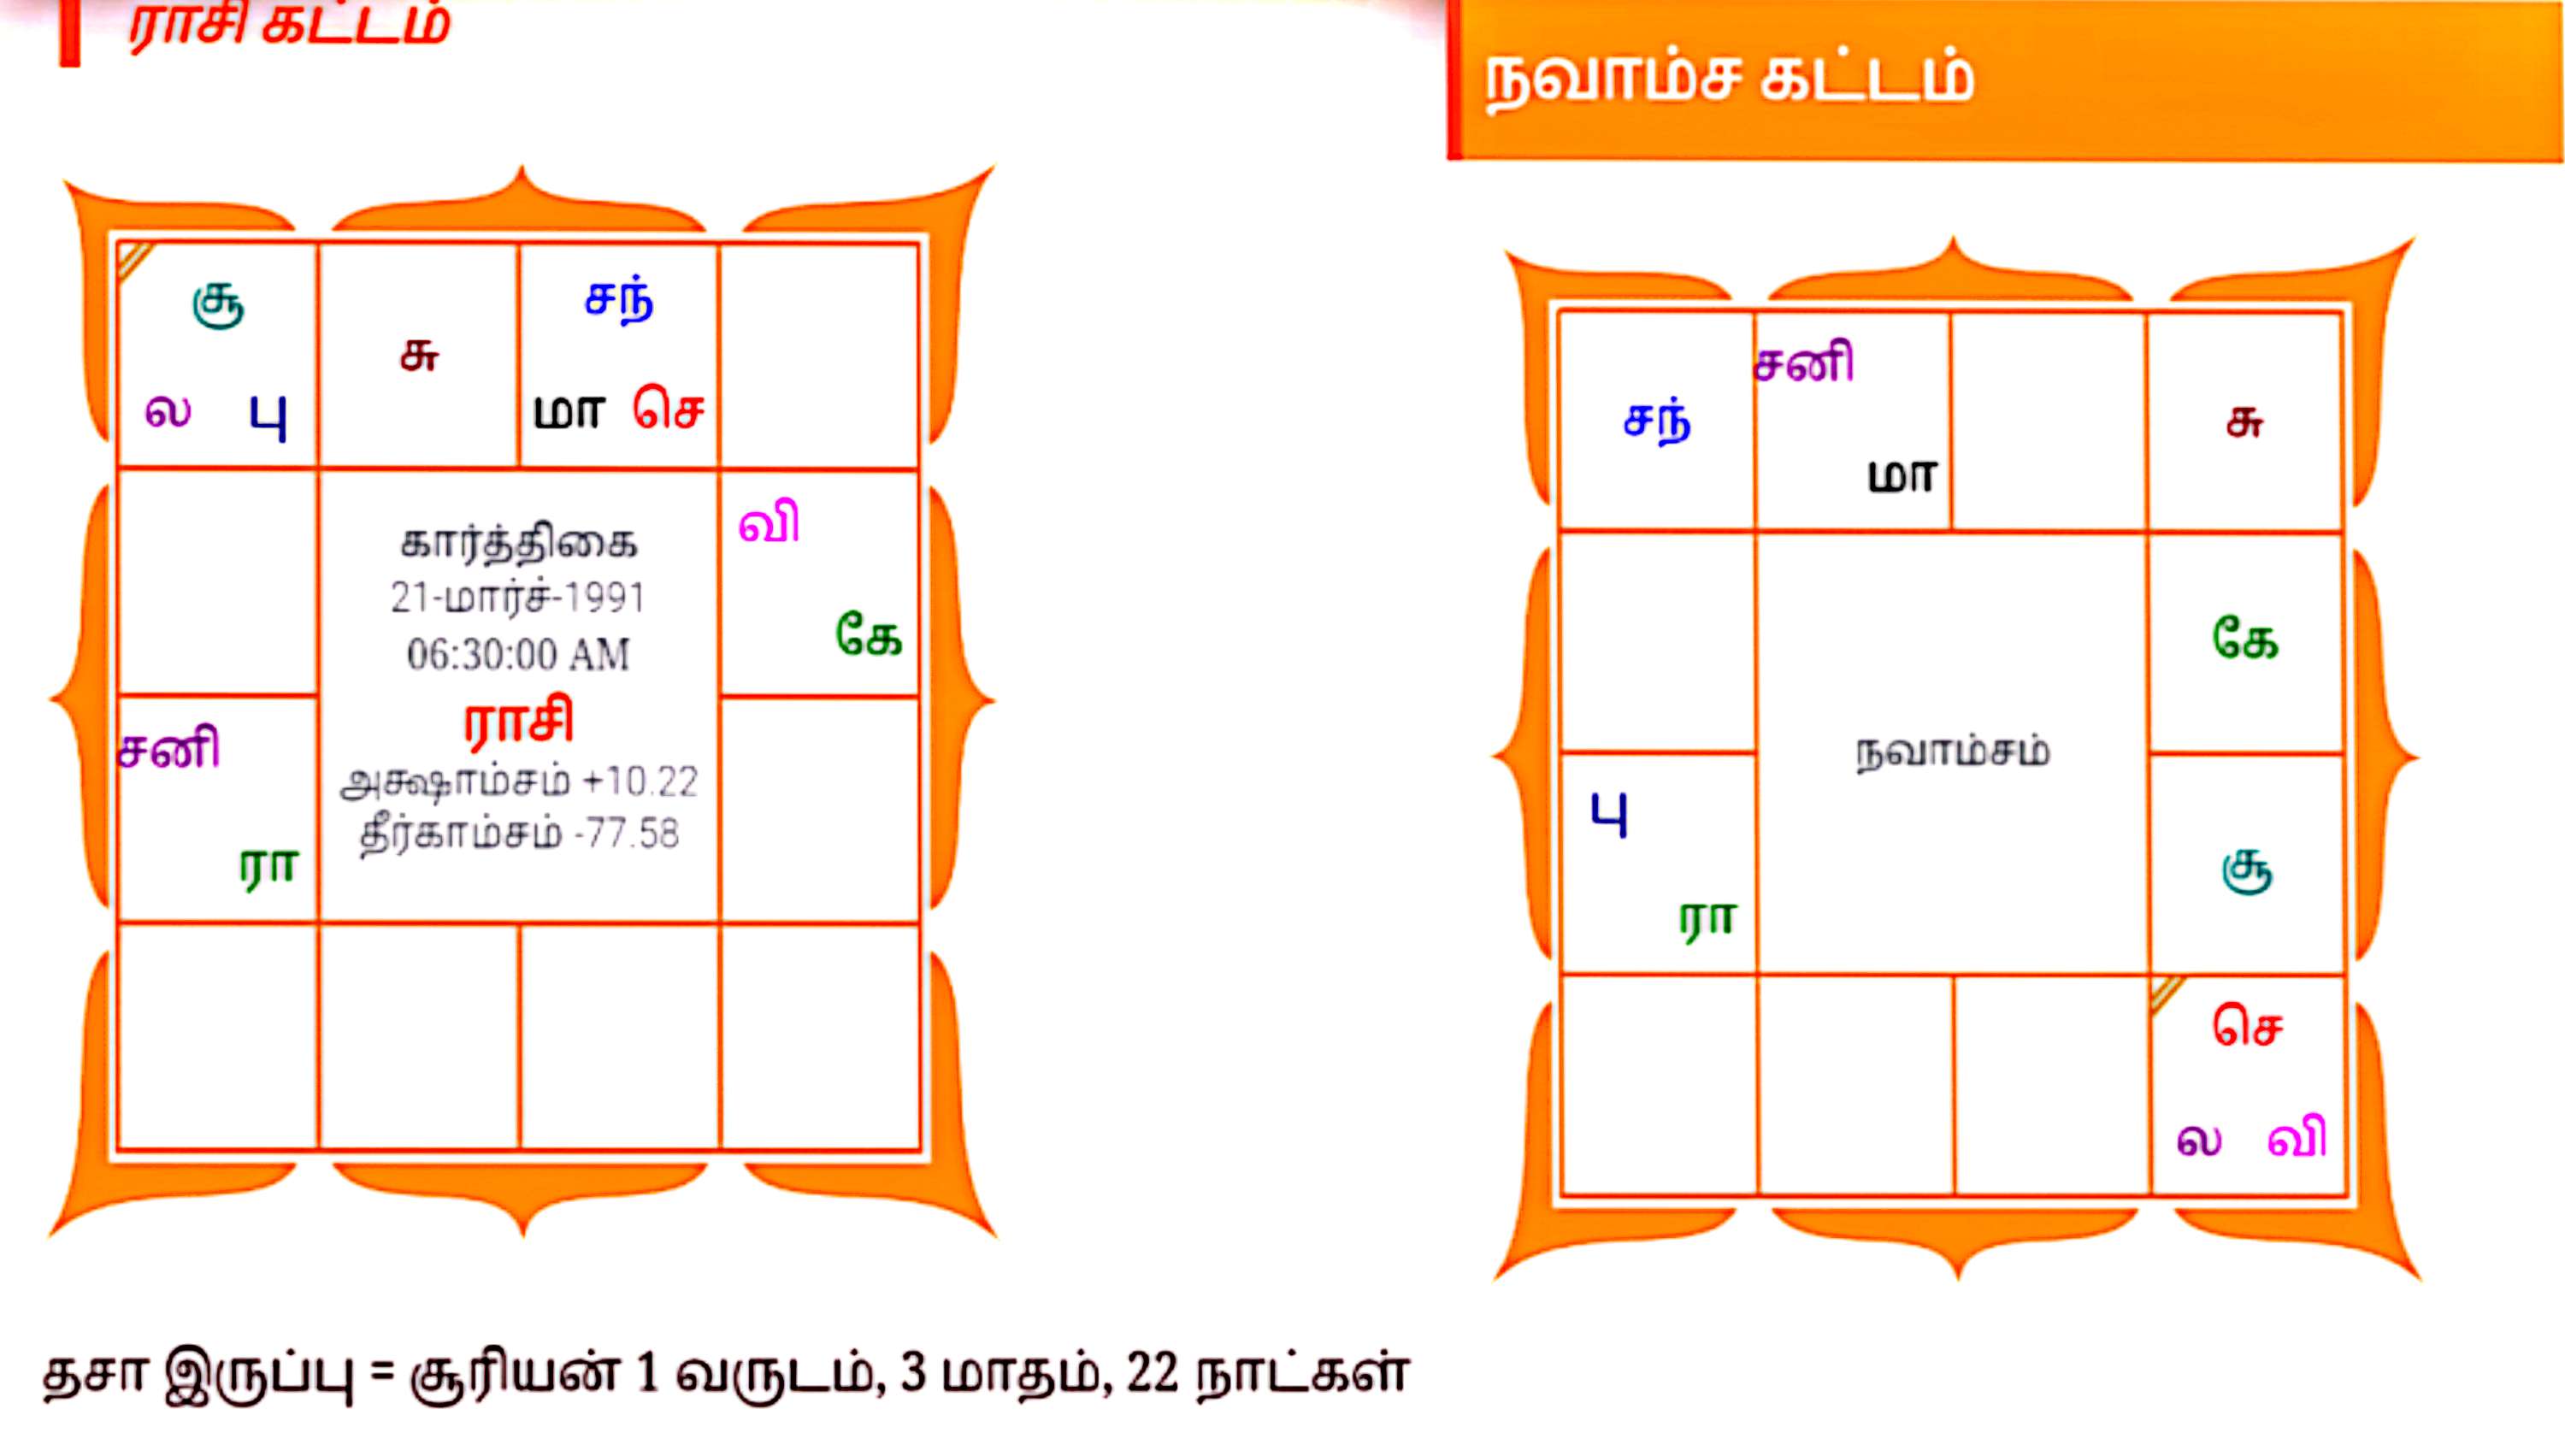 ராசி கட்டம்
நவாம்ச கட்டம்
சூ
ல பு
சு
சந்
மா செ
வி
கே
சனி
ரா
கார்த்திகை
21-மார்ச்-1991
06:30:00 AM
ராசி
அக்ஷாம்சம் +10.22
தீர்காம்சம் -77.58
சந்
சனி
மா
சு
கே
பு
ரா
நவாம்சம்
சூ
செ
ல வி
தசா இருப்பு = சூரியன் 1 வருடம், 3 மாதம், 22 நாட்கள்